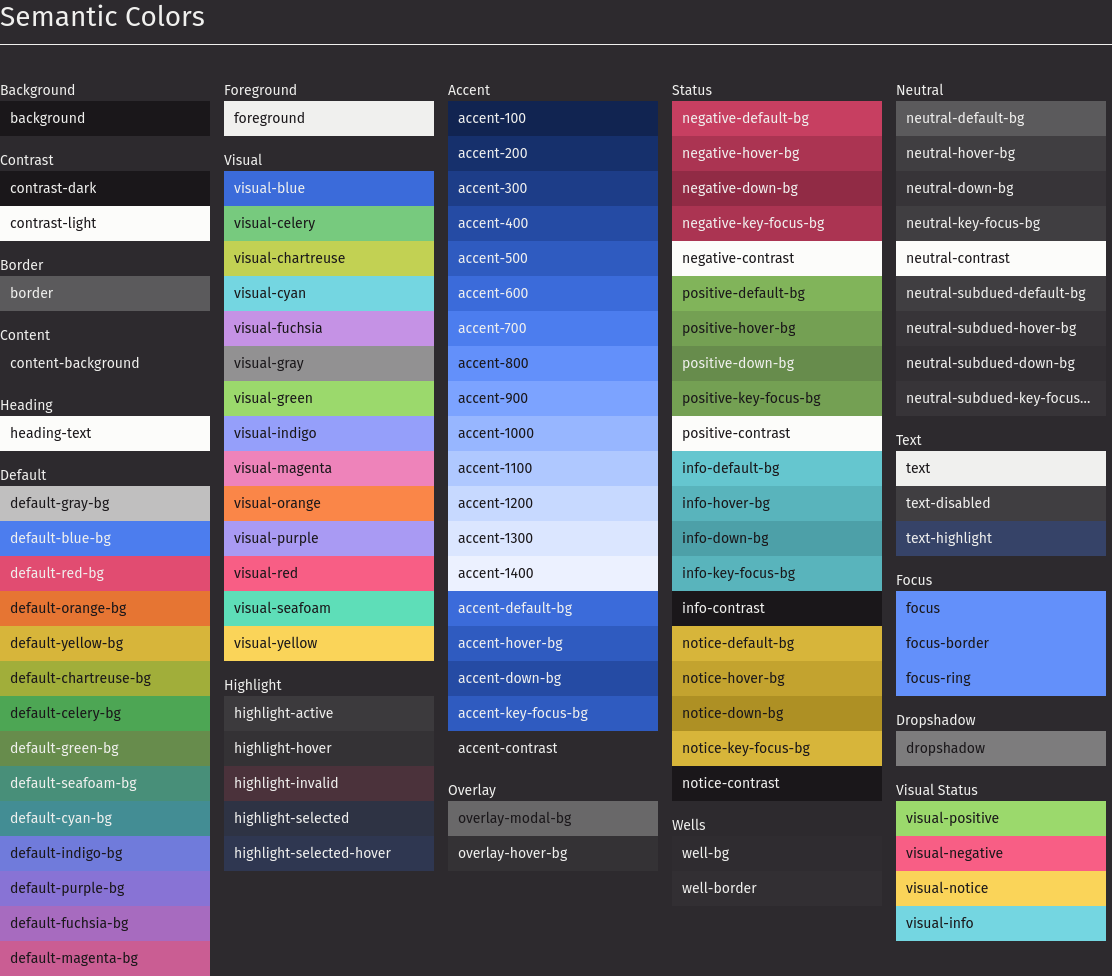 Semantic Colors
Background
background
Contrast
contrast-dark
contrast-light
Border
border
Content
content-background
Heading
heading-text
Default
default-gray-bg
default-blue-bg
default-red-bg
default-orange-bg
default-yellow-bg
default-chartreuse-bg
default-celery-bg
default-green-bg
default-seafoam-bg
default-cyan-bg
default-indigo-bg
default-purple-bg
default-fuchsia-bg
default-magenta-bg
Foreground
foreground
Visual
visual-blue
visual-celery
visual-chartreuse
visual-cyan
visual-fuchsia
visual-gray
visual-green
visual-indigo
visual-magenta
visual-orange
visual-purple
visual-red
visual-seafoam
visual-yellow
Highlight
highlight-active
highlight-hover
highlight-invalid
highlight-selected
highlight-selected-hover
Accent
accent-100
accent-200
accent-300
accent-400
accent-500
accent-600
accent-700
accent-800
accent-900
accent-1000
accent-1100
accent-1200
accent-1300
accent-1400
accent-default-bg
accent-hover-bg
accent-down-bg
accent-key-focus-bg
accent-contrast
Overlay
overlay-modal-bg
overlay-hover-bg
Status
negative-default-bg
negative-hover-bg
negative-down-bg
negative-key-focus-bg
negative-contrast
positive-default-bg
positive-hover-bg
positive-down-bg
positive-key-focus-bg
positive-contrast
info-default-bg
info-hover-bg
info-down-bg
info-key-focus-bg
info-contrast
notice-default-bg
notice-hover-bg
notice-down-bg
notice-key-focus-bg
notice-contrast
Wells
well-bg
well-border
Neutral
neutral-default-bg
neutral-hover-bg
neutral-down-bg
neutral-key-focus-bg
neutral-contrast
neutral-subdued-default-bg
neutral-subdued-hover-bg
neutral-subdued-down-bg
neutral-subdued-key-focus...
Text
text
text-disabled
text-highlight
Focus
focus
focus-border
focus-ring
Dropshadow
dropshadow
Visual Status
visual-positive
visual-negative
visual-notice
visual-info